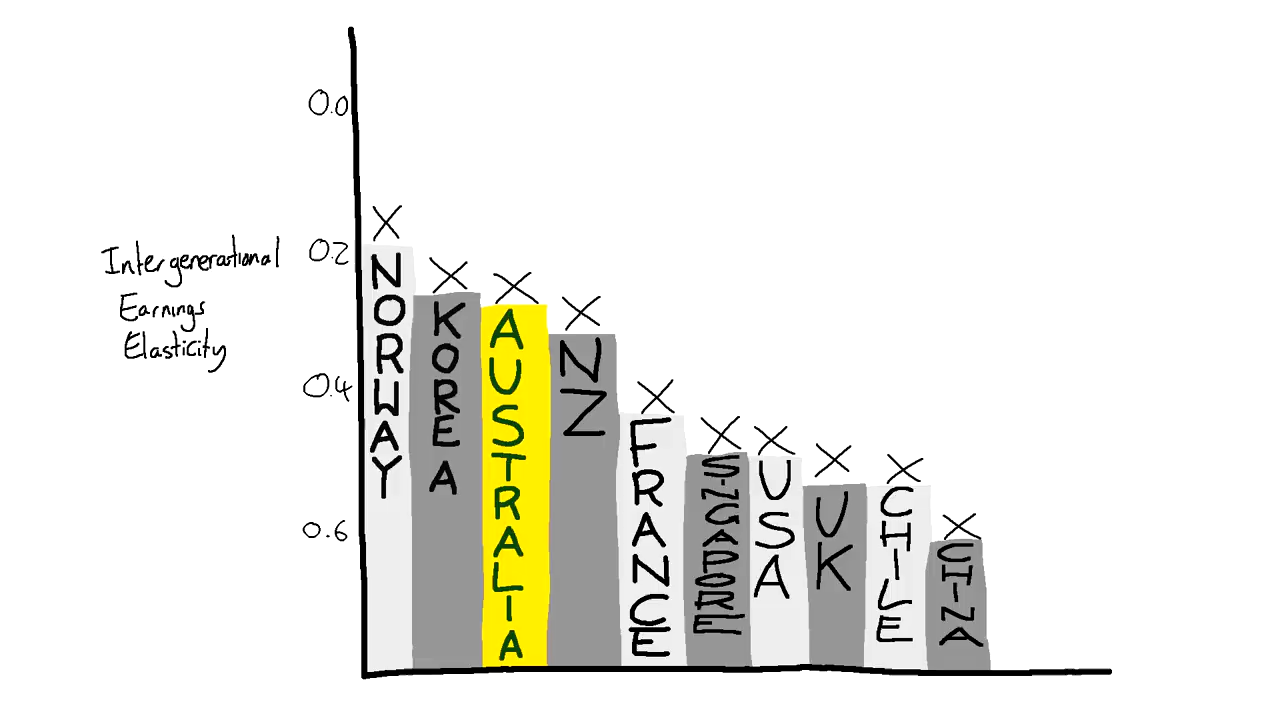 0.0
0.2
0.4
0.6
Intergenerational
Earnings
Elasticity
NORWAY
KOREA
AUSTRALIA
NZ
FRANCE
SINGAPORE
USA
UK
CHILE
CHINA